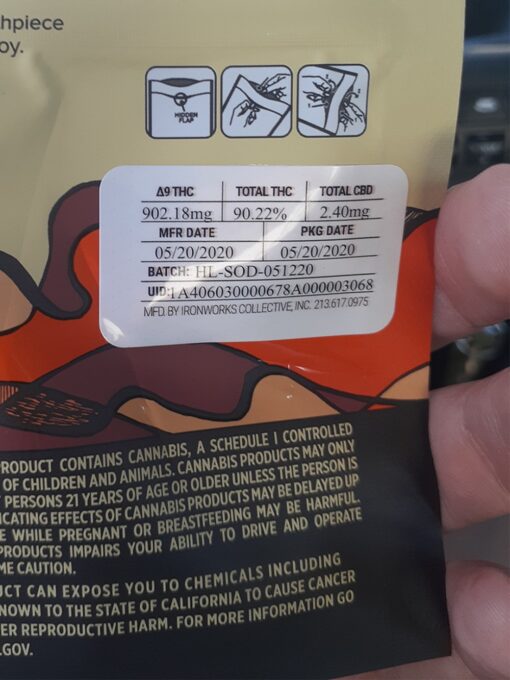 thpiece
oy.
HIDDEN
FLAP
Δ9 THC TOTAL THC TOTAL CBD
902.18mg 90.22% 2.40mg
MFR DATE PKG DATE
05/20/2020 05/20/2020
BATCH: HL-SOD-051220
UID:1A406030000678A000003068
MFD. BY IRONWORKS COLLECTIVE, INC. 213.617.0975
PRODUCT CONTAINS CANNABIS, A SCHEDULE I CONTROLLED
OF CHILDREN AND ANIMALS. CANNABIS PRODUCTS MAY ONLY
PERSONS 21 YEARS OF AGE OR OLDER UNLESS THE PERSON IS
ICATING EFFECTS OF CANNABIS PRODUCTS MAY BE DELAYED UP
E WHILE PREGNANT OR BREASTFEEDING MAY BE HARMFUL.
PRODUCTS IMPAIRS YOUR ABILITY TO DRIVE AND OPERATE
ME CAUTION.
UCT CAN EXPOSE YOU TO CHEMICALS INCLUDING
NOWN TO THE STATE OF CALIFORNIA TO CAUSE CANCER
ER REPRODUCTIVE HARM. FOR MORE INFORMATION GO
.GOV.